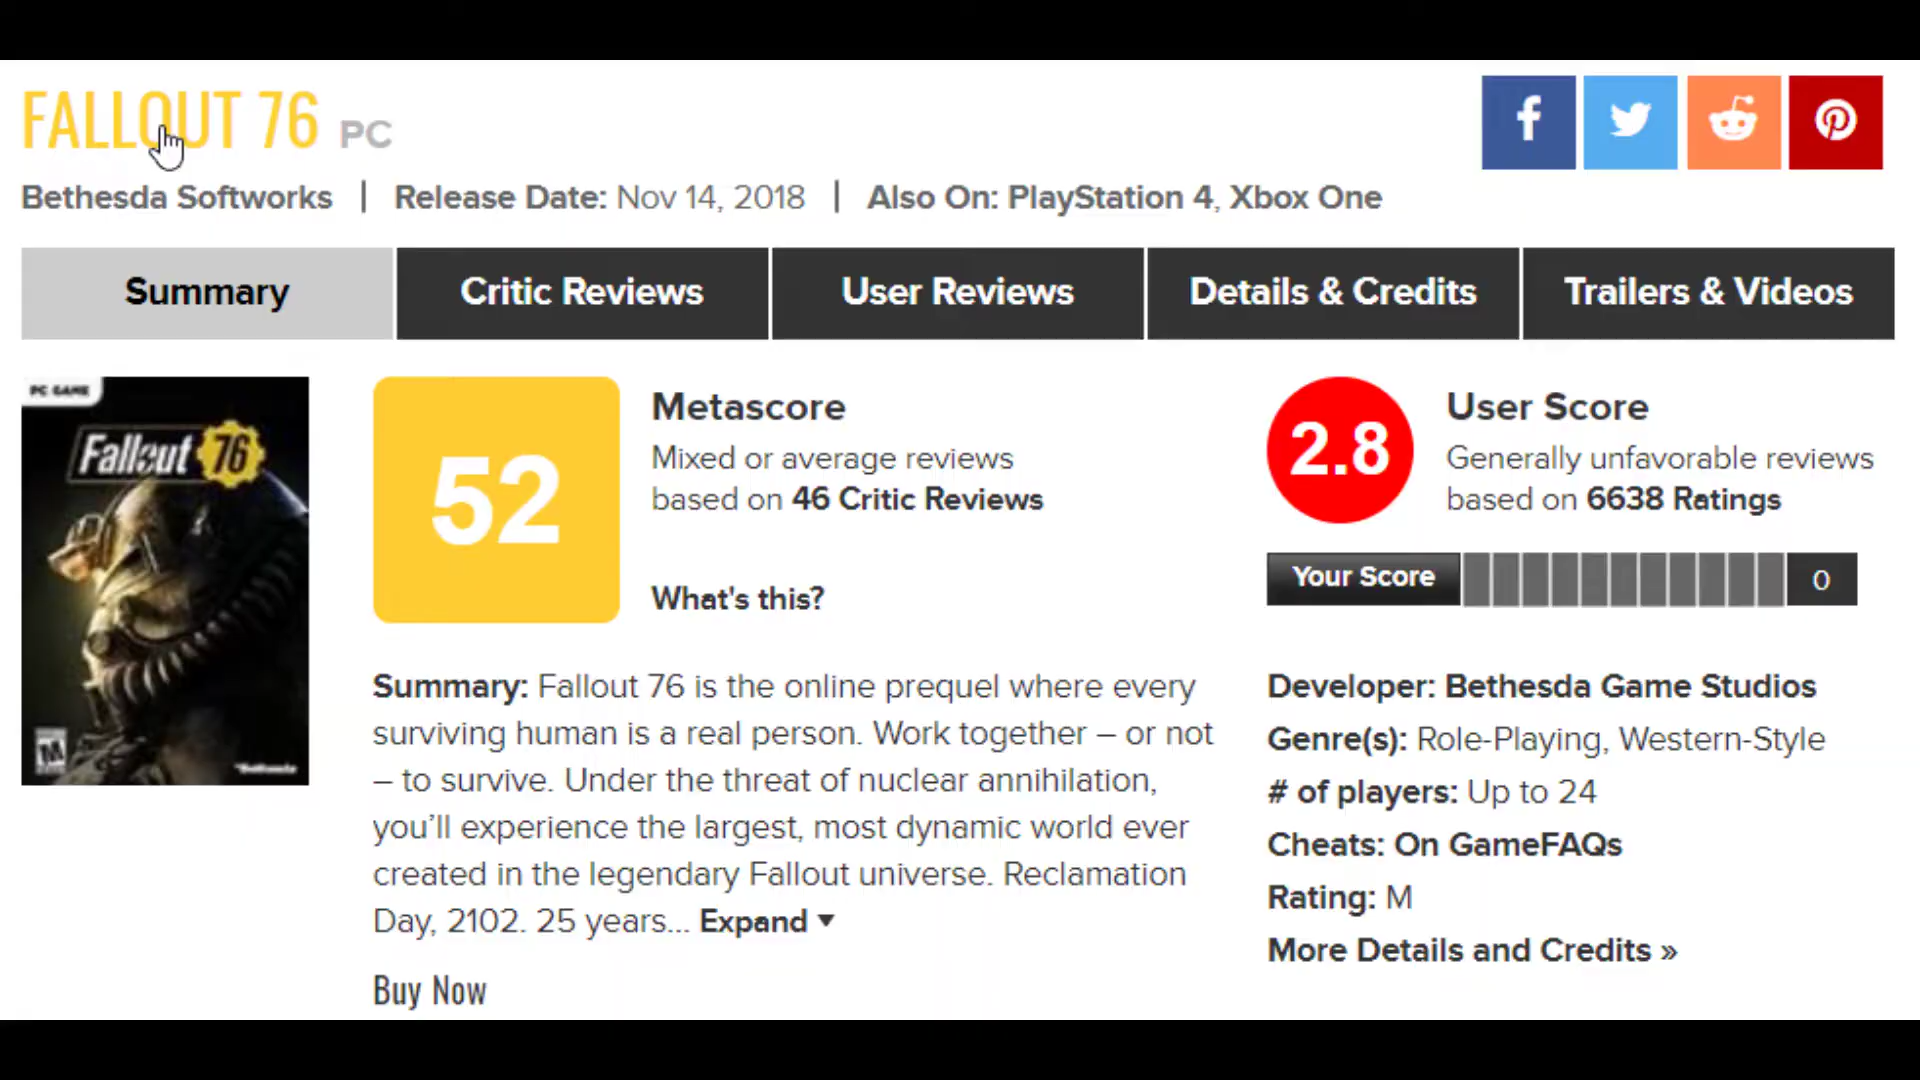 FALLOUT 76 PC
Bethesda Softworks | Release Date: Nov 14, 2018 | Also On: PlayStation 4, Xbox One
Summary
Critic Reviews
User Reviews
Details & Credits
Trailers & Videos
PC GAME
Fallout 76
M
Bethesda
52
Metascore
Mixed or average reviews
based on 46 Critic Reviews
What's this?
2.8
User Score
Generally unfavorable reviews
based on 6638 Ratings
Your Score
0
Summary: Fallout 76 is the online prequel where every
surviving human is a real person. Work together – or not
– to survive. Under the threat of nuclear annihilation,
you’ll experience the largest, most dynamic world ever
created in the legendary Fallout universe. Reclamation
Day, 2102. 25 years... Expand ▼
Buy Now
Developer: Bethesda Game Studios
Genre(s): Role-Playing, Western-Style
# of players: Up to 24
Cheats: On GameFAQs
Rating: M
More Details and Credits »